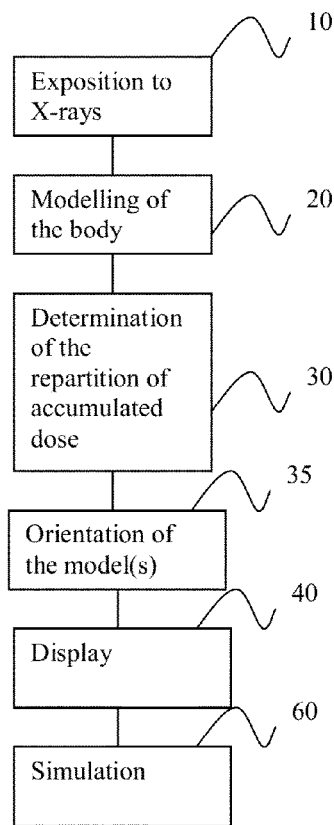 10
Exposition to
X-rays
20
Modelling of
the body
30
Determination
of the
repartition of
accumulated
dose
35
Orientation of
the model(s)
40
Display
60
Simulation